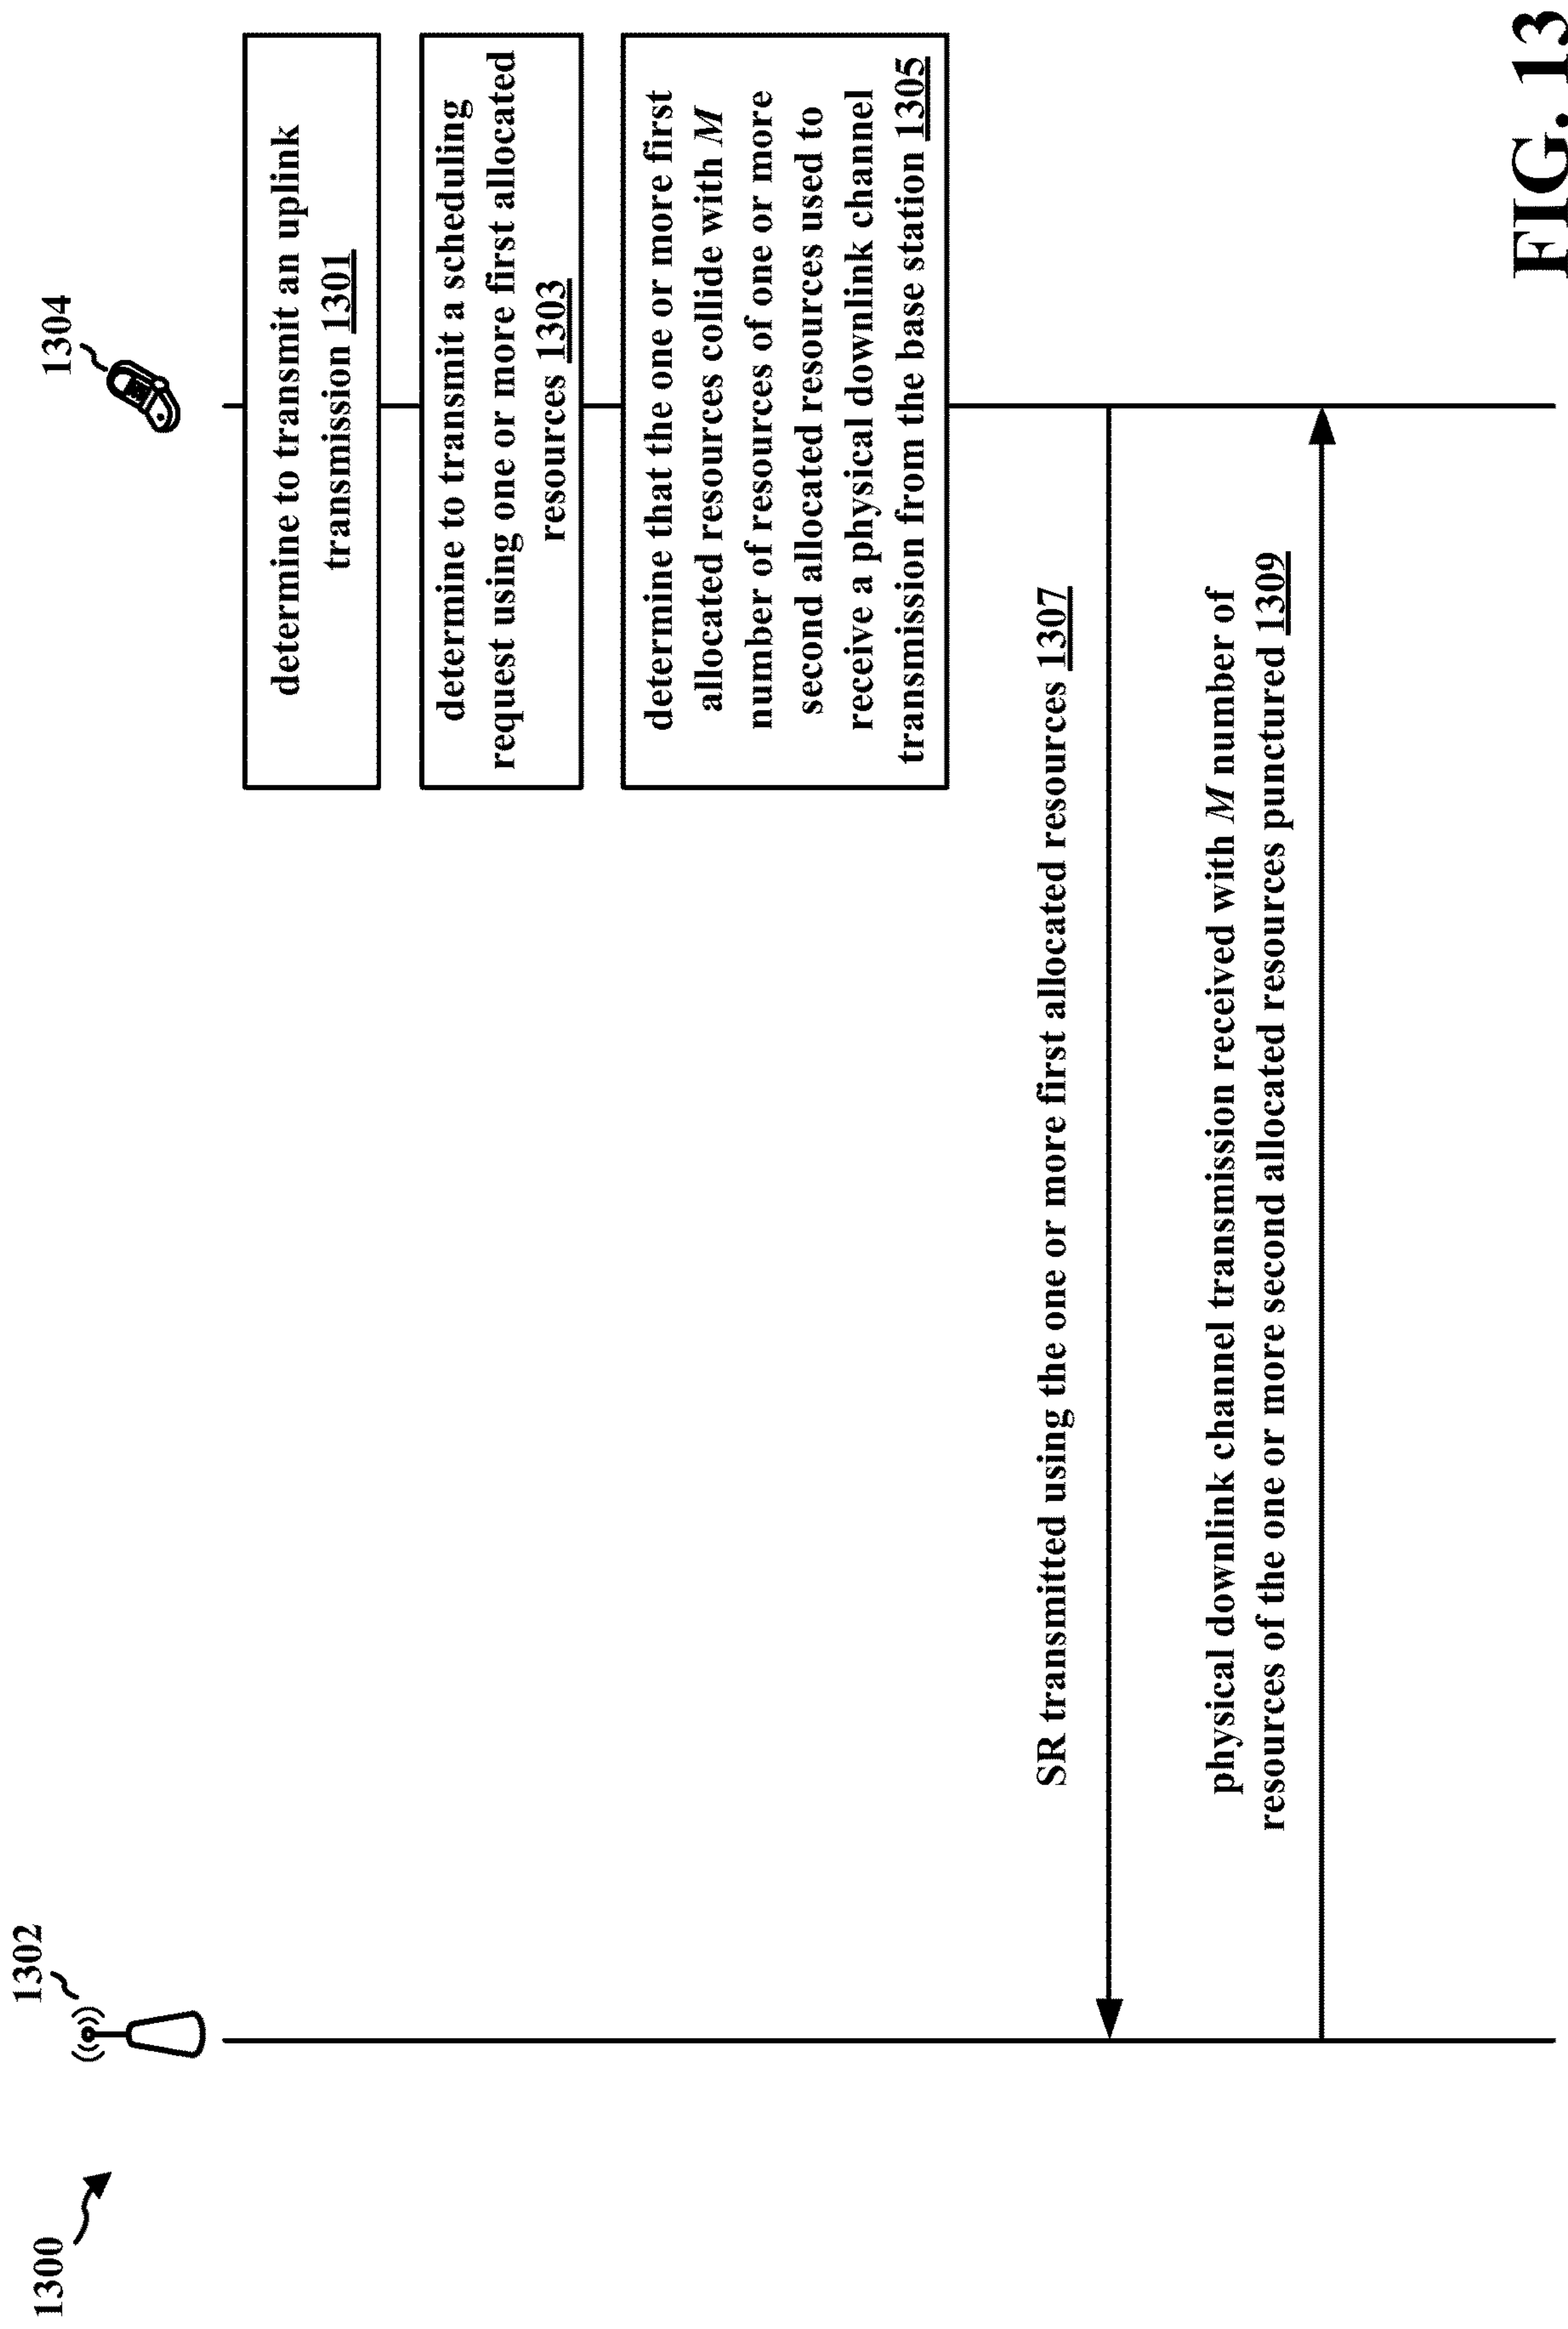 1300
1302
1304
determine to transmit an uplink
transmission 1301
determine to transmit a scheduling
request using one or more first allocated
resources 1303
determine that the one or more first
allocated resources collide with M
number of resources of one or more
second allocated resources used to
receive a physical downlink channel
transmission from the base station 1305
SR transmitted using the one or more first allocated resources 1307
physical downlink channel transmission received with M number of
resources of the one or more second allocated resources punctured 1309
FIG. 13